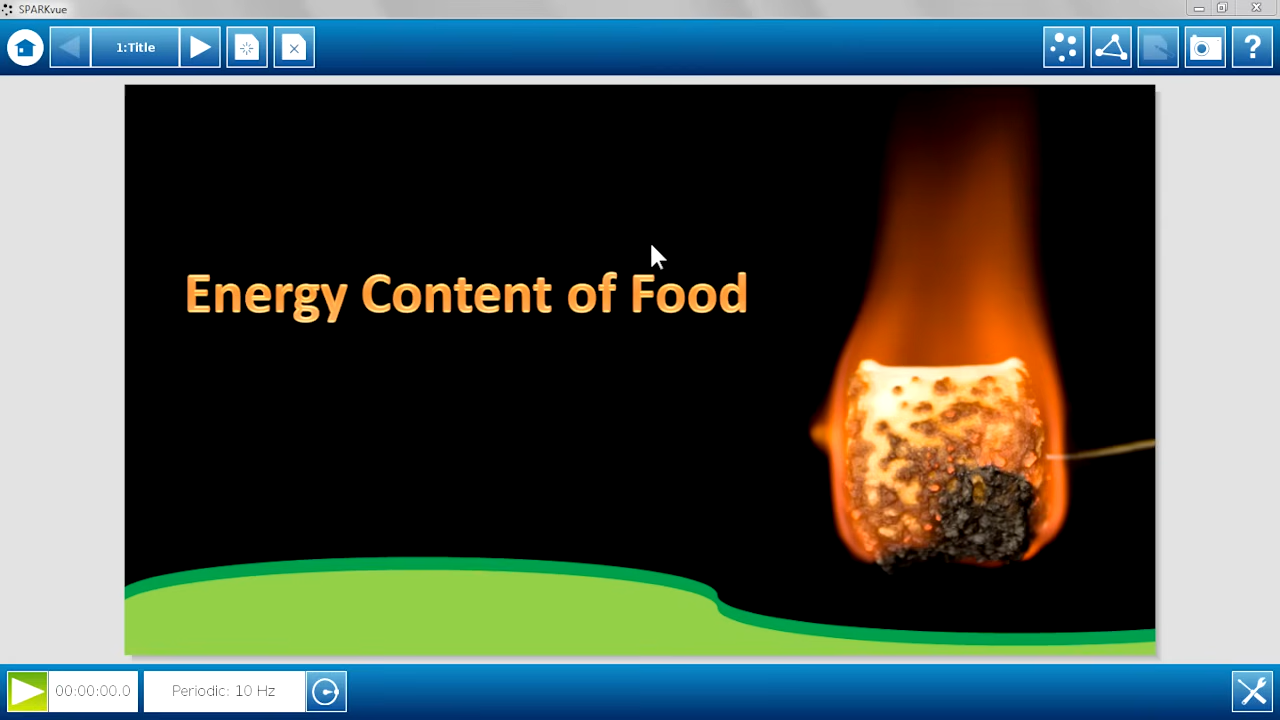 SPARKvue
1:Title
?
Energy Content of Food
00:00:00.0
Periodic: 10 Hz